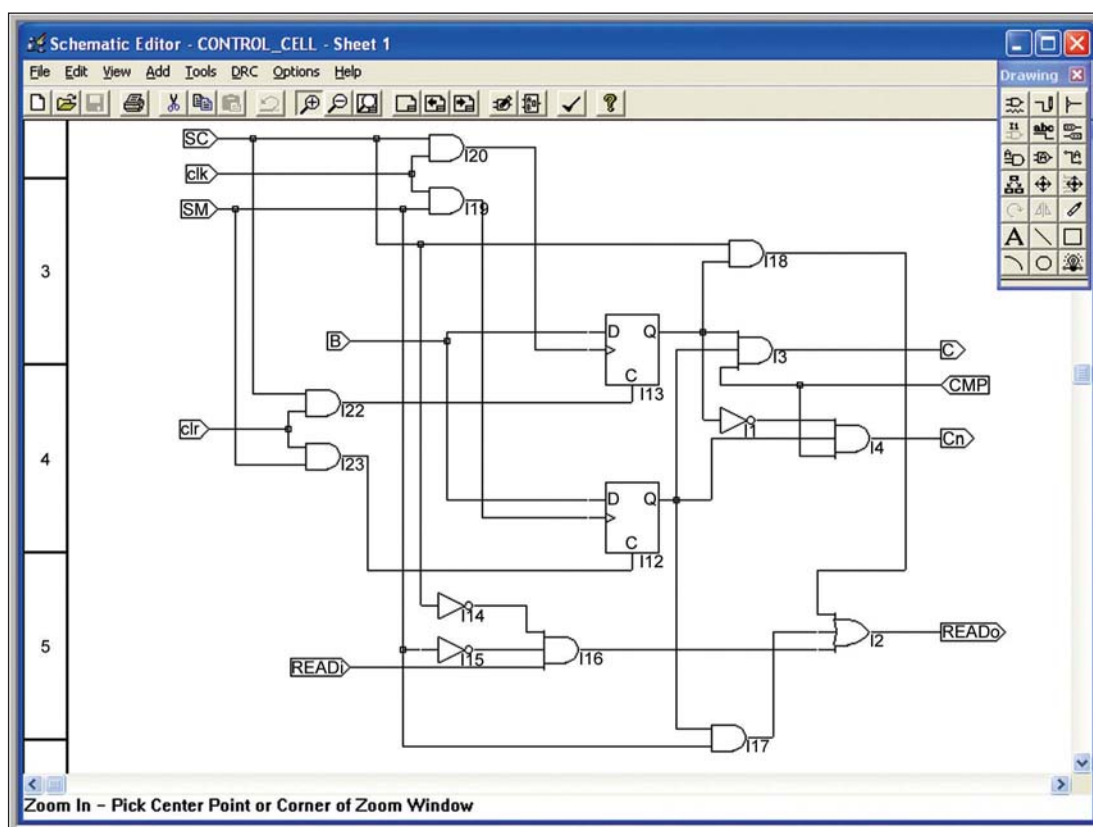 Schematic Editor - CONTROL_CELL - Sheet 1
File Edit View Add Tools DRC Options Help
Drawing
I1
abc
A
A
A
A
SC
I20
clk
I19
SM
3
I18
B
D Q
C
I13
I3
C
CMP
I22
I1
clr
I4
Cn
4
I23
D Q
C
I12
I14
5
I15
I16
I2
READo
READi
I17
Zoom In - Pick Center Point or Corner of Zoom Window